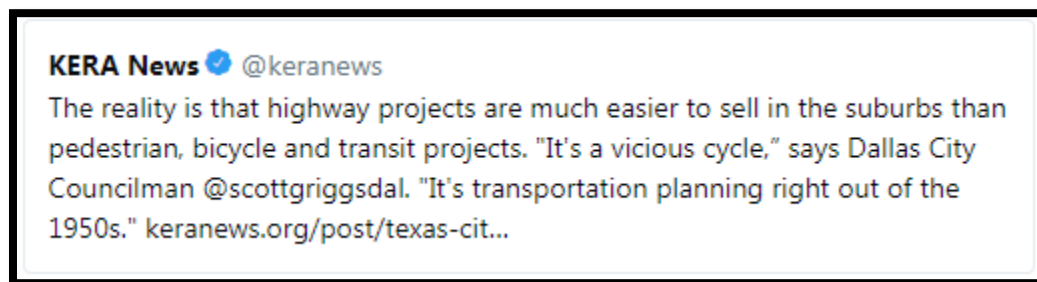 KERA News @keranews
The reality is that highway projects are much easier to sell in the suburbs than
pedestrian, bicycle and transit projects. "It's a vicious cycle,” says Dallas City
Councilman @scottgriggsdal. "It's transportation planning right out of the
1950s." keranews.org/post/texas-cit...